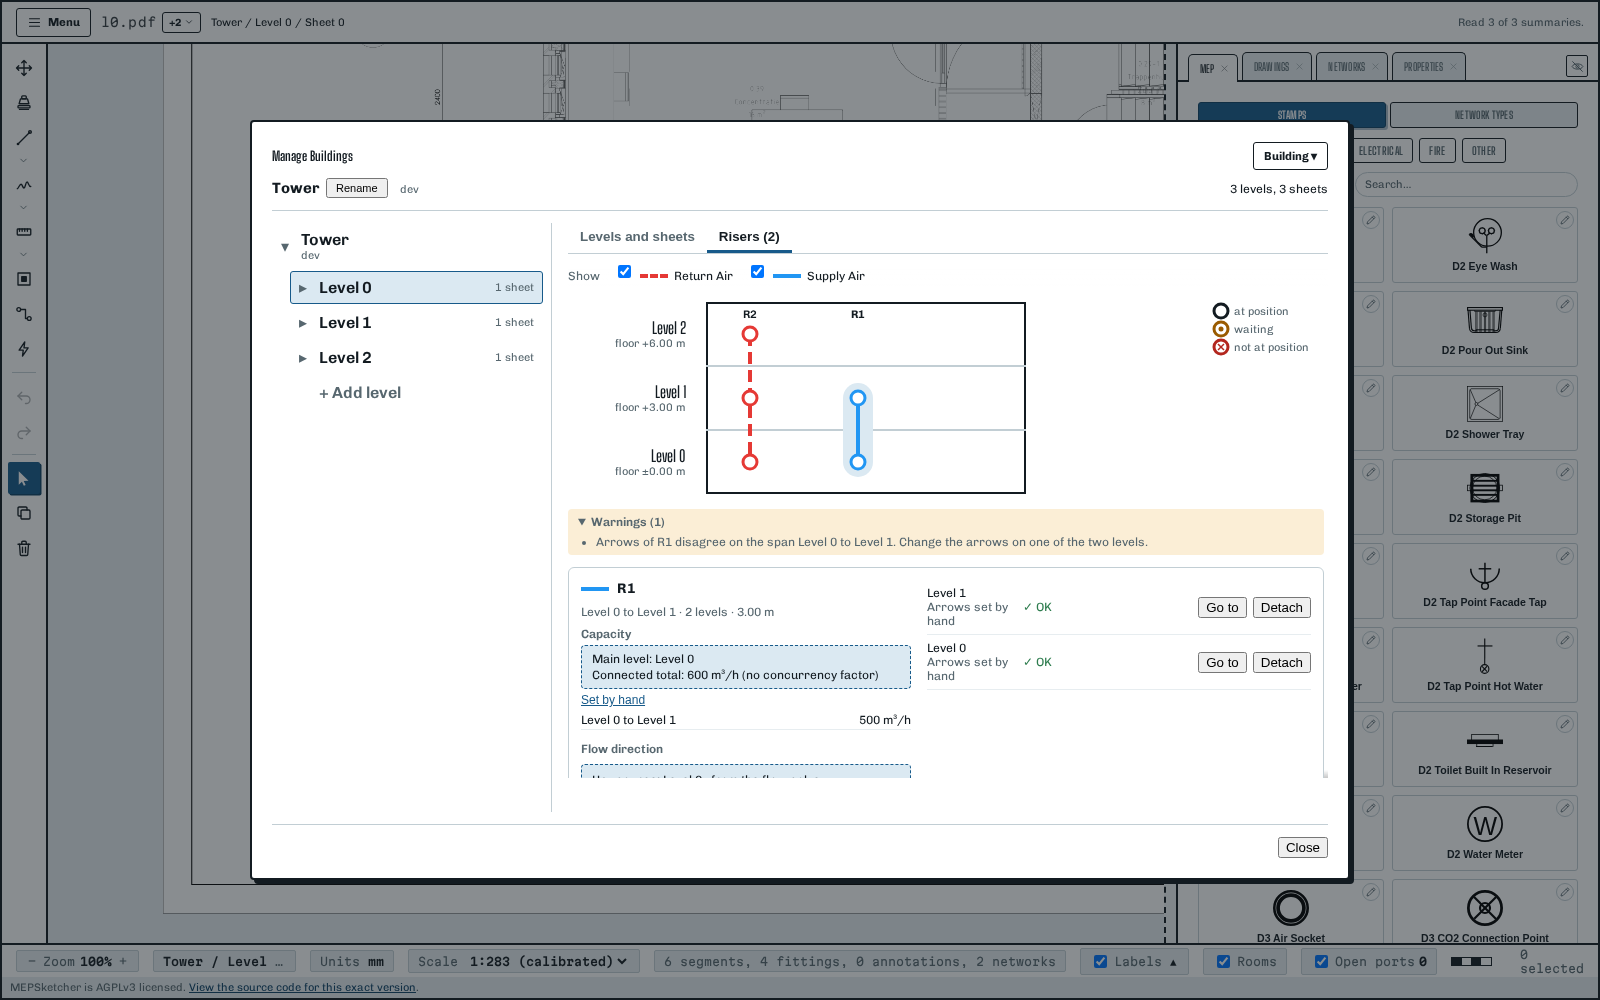 Menu
l0.pdf
+2
Tower / Level 0 / Sheet 0
Read 3 of 3 summaries.
MEP
DRAWINGS
NETWORKS
PROPERTIES
2400
STAMPS
NETWORK TYPES
ELECTRICAL
FIRE
OTHER
Search...
D2 Eye Wash
D2 Pour Out Sink
D2 Shower Tray
D2 Storage Pit
D2 Tap Point Facade Tap
er
D2 Tap Point Hot Water
D2 Toilet Built In Reservoir
W
D2 Water Meter
D3 Air Socket
D3 CO2 Connection Point
Manage Buildings
Building ▾
Tower
Rename
dev
3 levels, 3 sheets
▼ Tower
dev
▶ Level 0
1 sheet
▶ Level 1
1 sheet
▶ Level 2
1 sheet
+ Add level
Levels and sheets
Risers (2)
Show
Return Air
Supply Air
R2
R1
Level 2
floor +6.00 m
Level 1
floor +3.00 m
Level 0
floor ±0.00 m
at position
waiting
not at position
▼ Warnings (1)
• Arrows of R1 disagree on the span Level 0 to Level 1. Change the arrows on one of the two levels.
R1
Level 0 to Level 1 · 2 levels · 3.00 m
Capacity
Main level: Level 0
Connected total: 600 m³/h (no concurrency factor)
Set by hand
Level 0 to Level 1
500 m³/h
Flow direction
Level 1
Arrows set by hand
✓ OK
Go to
Detach
Level 0
Arrows set by hand
✓ OK
Go to
Detach
Close
− Zoom 100% +
Tower / Level …
Units mm
Scale 1:283 (calibrated)
6 segments, 4 fittings, 0 annotations, 2 networks
Labels ▲
Rooms
Open ports 0
0 selected
MEPSketcher is AGPLv3 licensed. View the source code for this exact version.